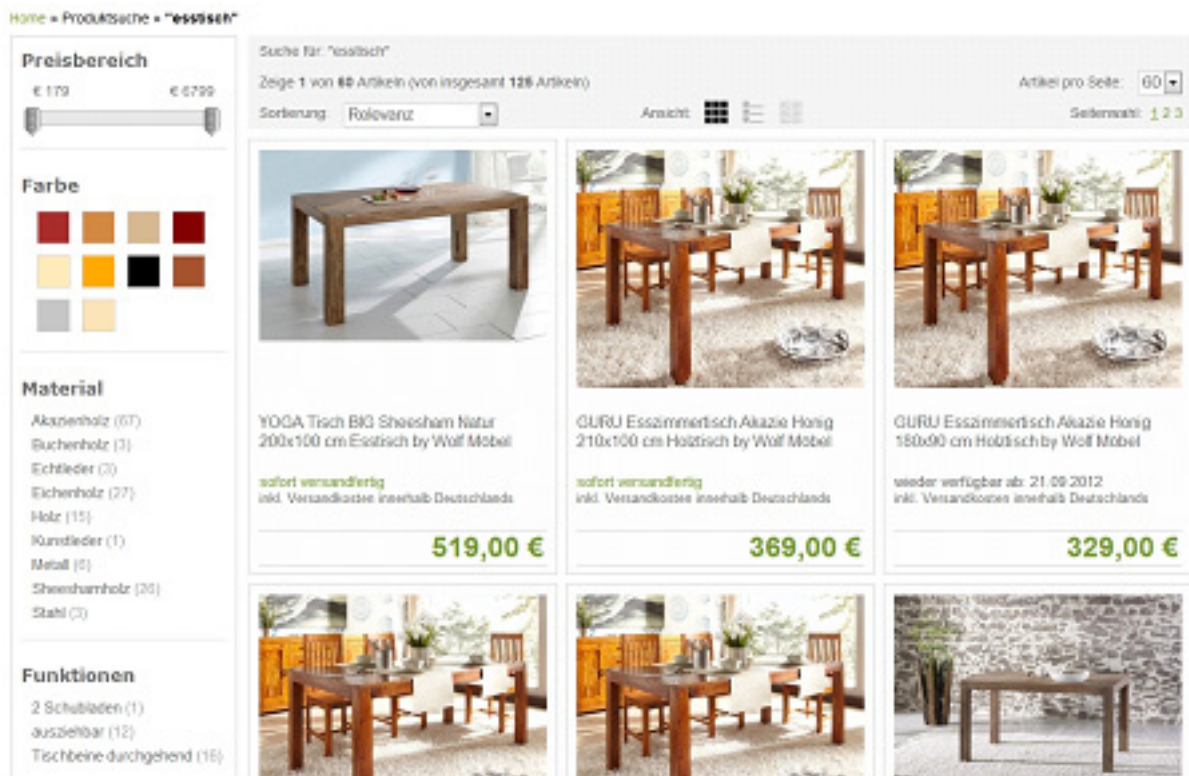 Home » Produktsuche » "esstisch"
Preisbereich
€ 179 € 6799
Farbe
Material
Akazienholz (67)
Buchenholz (3)
Echtleder (3)
Eichenholz (27)
Holz (15)
Kunstleder (1)
Metall (6)
Sheeshamholz (26)
Stahl (3)
Funktionen
2 Schubladen (1)
ausziehbar (12)
Tischbeine durchgehend (16)
Suche für: "esstisch"
Zeige 1 von 60 Artikeln (von insgesamt 126 Artikeln)
Artikel pro Seite: 60
Sortierung: Relevanz
Ansicht:
Seitenwahl: 1 2 3
YOGA Tisch BIG Sheesham Natur
200x100 cm Esstisch by Wolf Möbel
sofort versandfertig
inkl. Versandkosten innerhalb Deutschlands
519,00 €
GURU Esszimmertisch Akazie Honig
210x100 cm Holztisch by Wolf Möbel
sofort versandfertig
inkl. Versandkosten innerhalb Deutschlands
369,00 €
GURU Esszimmertisch Akazie Honig
180x90 cm Holztisch by Wolf Möbel
wieder verfügbar ab: 21.09.2012
inkl. Versandkosten innerhalb Deutschlands
329,00 €